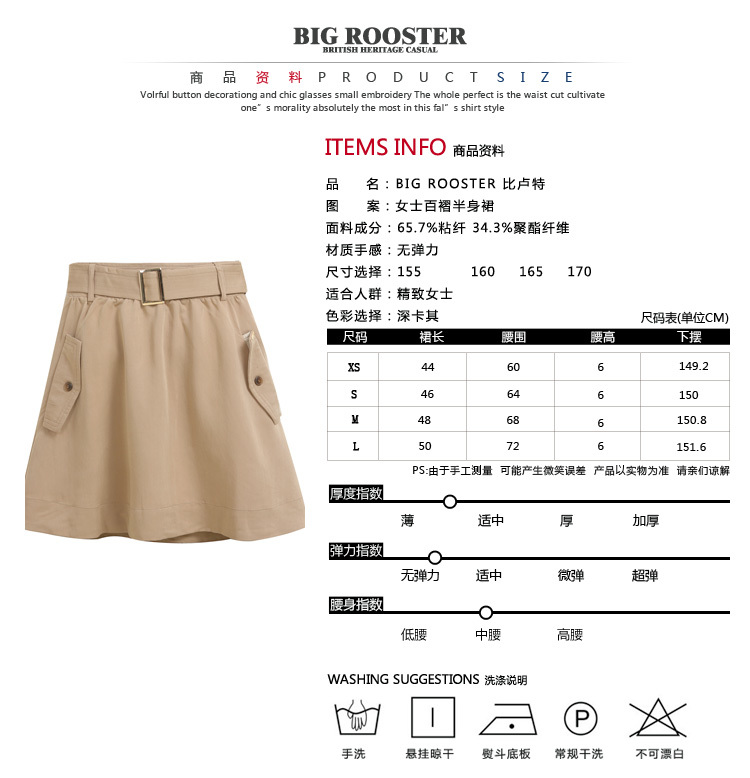 BIG ROOSTER
BRITISH HERITAGE CASUAL
商 品 资 料 P R O D U C T S I Z E
Volrful button decorationg and chic glasses small embroidery The whole perfect is the waist cut cultivate
one”s morality absolutely the most in this fal”s shirt style
ITEMS INFO 商品资料
品 名：BIG ROOSTER 比卢特
图 案：女士百褶半身裙
面料成分：65.7%粘纤 34.3%聚酯纤维
材质手感：无弹力
尺寸选择：155 160 165 170
适合人群：精致女士
色彩选择：深卡其
尺码表(单位CM)
尺码 裙长 腰围 腰高 下摆
XS 44 60 6 149.2
S 46 64 6 150
M 48 68 6 150.8
L 50 72 6 151.6
PS:由于手工测量 可能产生微笑误差 产品以实物为准 请亲们谅解
厚度指数
薄 适中 厚 加厚
弹力指数
无弹力 适中 微弹 超弹
腰身指数
低腰 中腰 高腰
WASHING SUGGESTIONS 洗涤说明
P
手洗 悬挂晾干 熨斗底板 常规干洗 不可漂白